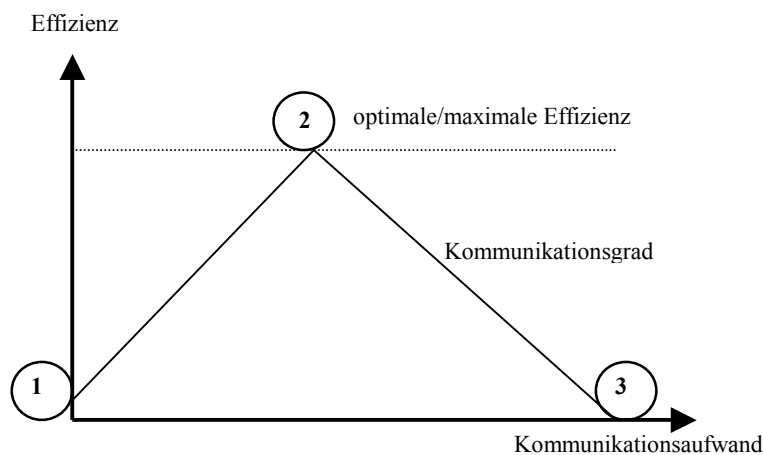 Effizienz
2
optimale/maximale Effizienz
Kommunikationsgrad
1
3
Kommunikationsaufwand